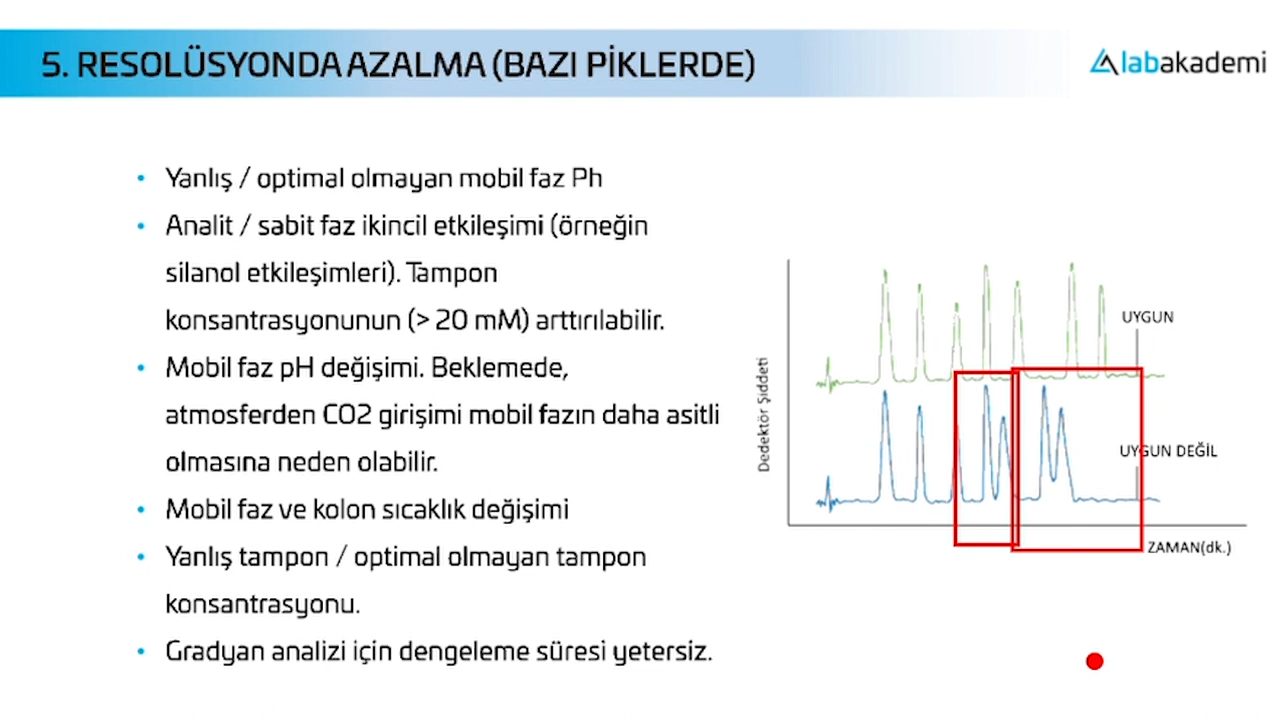 5. RESOLÜSYONDA AZALMA (BAZI PİKLERDE)
labakademi
• Yanlış / optimal olmayan mobil faz Ph
• Analit / sabit faz ikincil etkileşimi (örneğin
silanol etkileşimleri). Tampon
konsantrasyonunun (> 20 mM) arttırılabilir.
• Mobil faz pH değişimi. Beklemede,
atmosferden CO2 girişimi mobil fazın daha asitli
olmasına neden olabilir.
• Mobil faz ve kolon sıcaklık değişimi
• Yanlış tampon / optimal olmayan tampon
konsantrasyonu.
• Gradyan analizi için dengeleme süresi yetersiz.
Dedektör Şiddeti
UYGUN
UYGUN DEĞİL
ZAMAN(dk.)